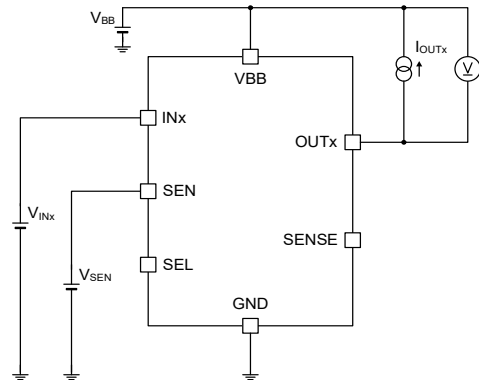 VBB
VBB
IOUTx
V
INx
OUTx
SEN
VINx
SENSE
SEL
VSEN
GND